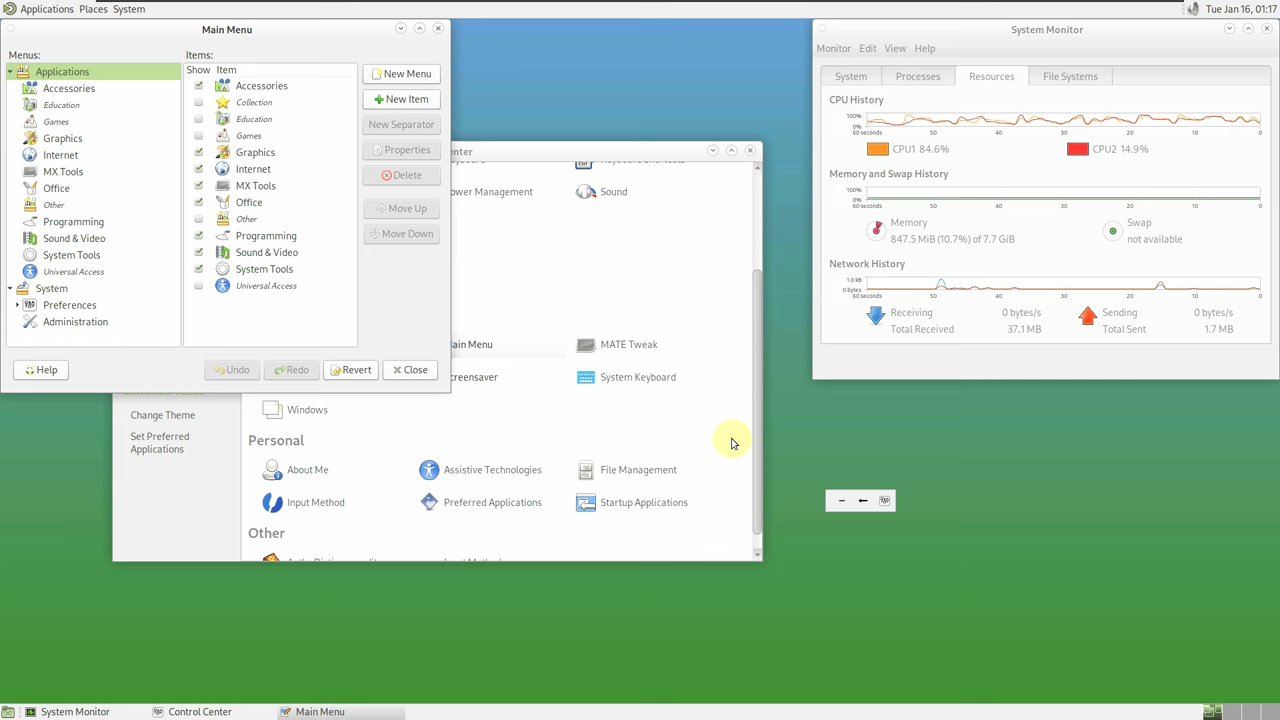 Applications Places System
Tue Jan 16, 01:17
Main Menu
Menus:
Applications
Accessories
Education
Games
Graphics
Internet
MX Tools
Office
Other
Programming
Sound & Video
System Tools
Universal Access
System
Preferences
Administration
Items:
Show Item
Accessories
Collection
Education
Games
Graphics
Internet
MX Tools
Office
Other
Programming
Sound & Video
System Tools
Universal Access
New Menu
New Item
New Separator
Properties
Delete
Move Up
Move Down
Help
Undo
Redo
Revert
Close
enter
ower Management
Sound
ain Menu
MATE Tweak
creensaver
System Keyboard
Windows
Change Theme
Set Preferred
Applications
Personal
About Me
Assistive Technologies
File Management
Input Method
Preferred Applications
Startup Applications
Other
System Monitor
Monitor Edit View Help
System Processes Resources File Systems
CPU History
100%
0%
60 seconds 50 40 30 20 10 0
CPU1 84.6%
CPU2 14.9%
Memory and Swap History
100%
0%
60 seconds 50 40 30 20 10 0
Memory
847.5 MiB (10.7%) of 7.7 GiB
Swap
not available
Network History
1.0 kB
0 bytes
60 seconds 50 40 30 20 10 0
Receiving 0 bytes/s
Total Received 37.1 MB
Sending 0 bytes/s
Total Sent 1.7 MB
System Monitor
Control Center
Main Menu